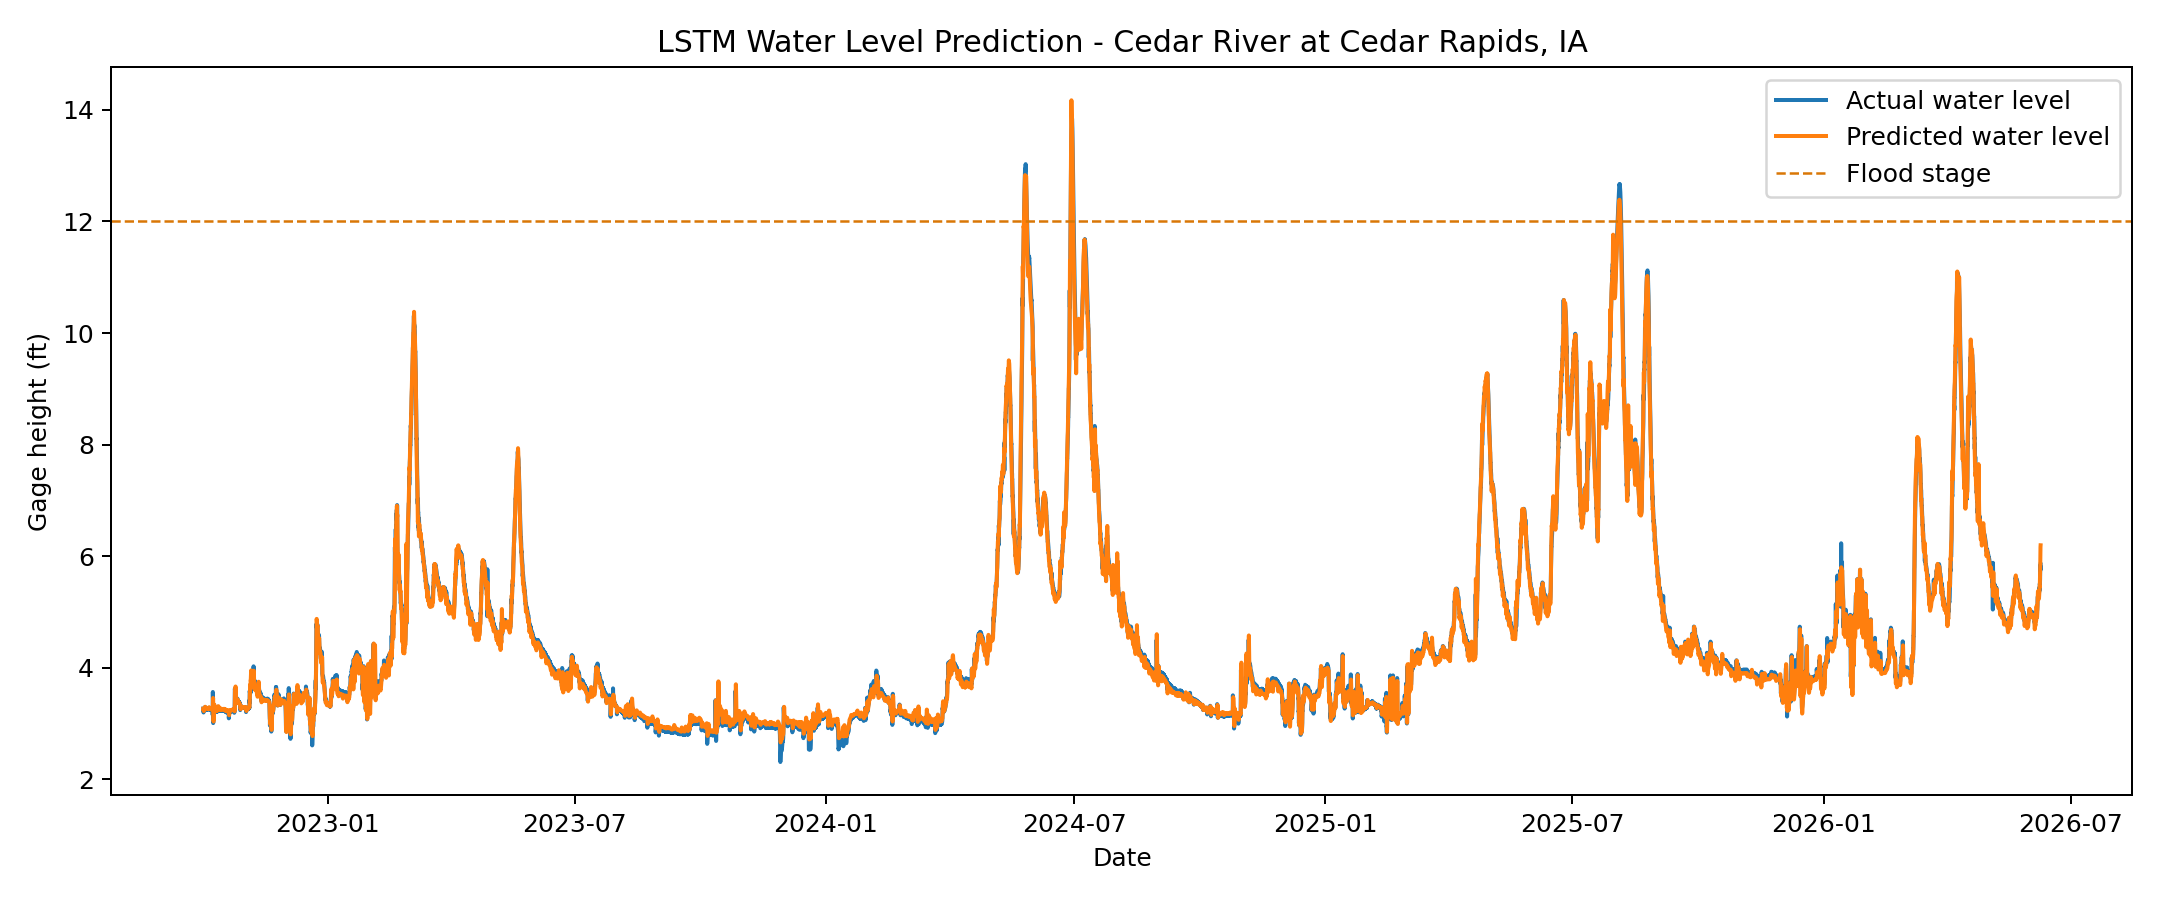 LSTM Water Level Prediction - Cedar River at Cedar Rapids, IA
Actual water level
Predicted water level
Flood stage
14
12
10
8
6
4
2
Gage height (ft)
2023-01
2023-07
2024-01
2024-07
2025-01
2025-07
2026-01
2026-07
Date